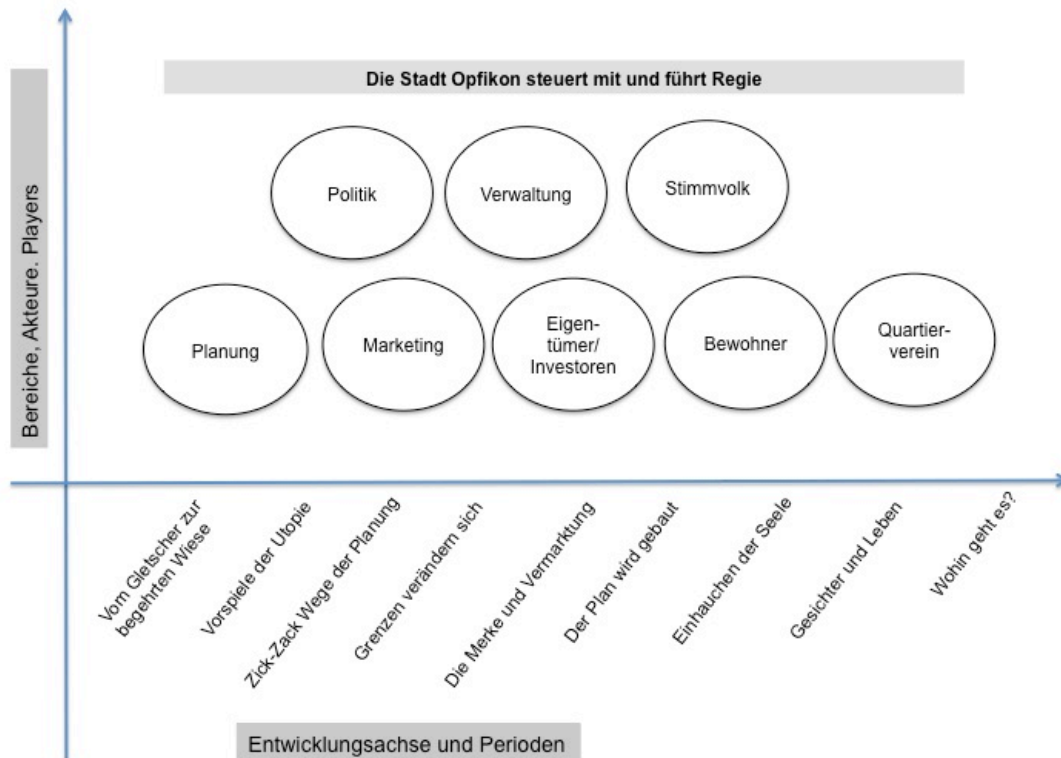 Die Stadt Opfikon steuert mit und führt Regie
Bereiche, Akteure. Players
Politik
Verwaltung
Stimmvolk
Planung
Marketing
Eigen-
tümer/
Investoren
Bewohner
Quartier-
verein
Vom Gletscher zur
begehrten Wiese
Vorspiele der Utopie
Zick-Zack Wege der Planung
Grenzen verändern sich
Die Merke und Vermarktung
Der Plan wird gebaut
Einhauchen der Seele
Gesichter und Leben
Wohin geht es?
Entwicklungsachse und Perioden